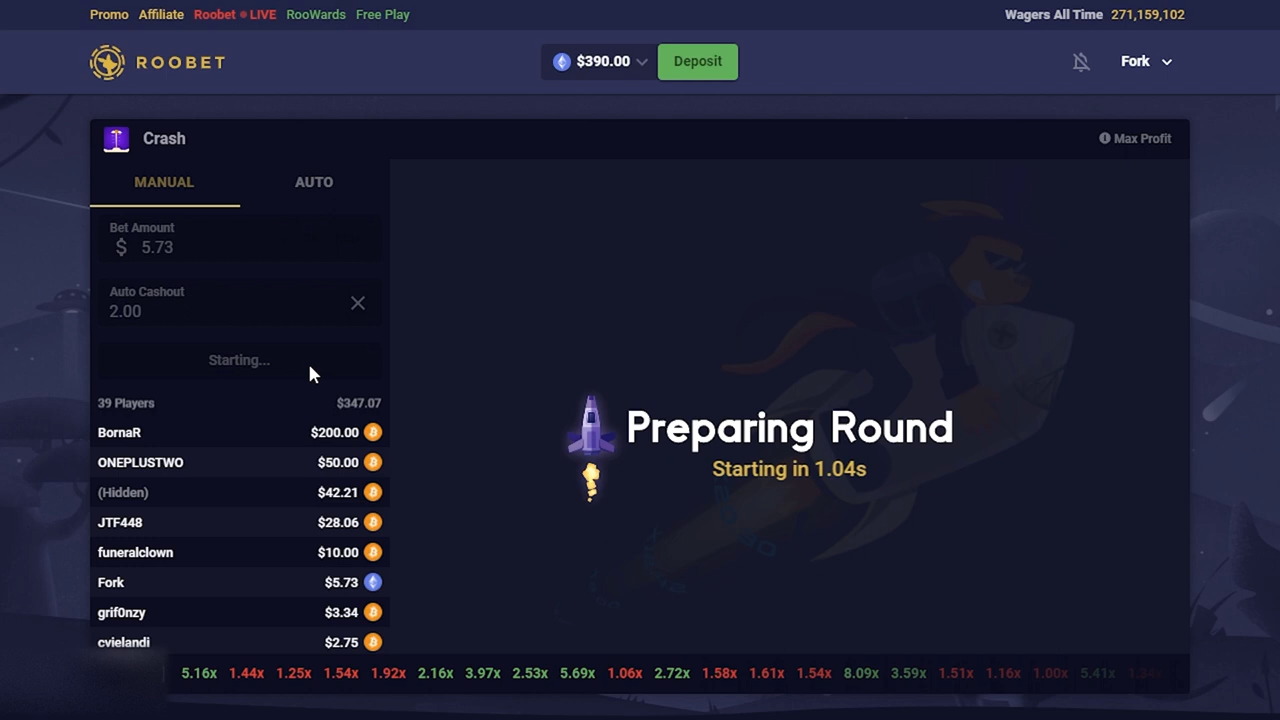 Promo Affiliate Roobet LIVE RooWards Free Play Wagers All Time 271,159,102
ROOBET $390.00 Deposit Fork
Crash Max Profit
MANUAL AUTO
Bet Amount
$ 5.73
Auto Cashout
2.00
Starting...
39 Players $347.07
BornaR $200.00
ONEPLUSTWO $50.00
(Hidden) $42.21
JTF448 $28.06
funeralclown $10.00
Fork $5.73
grif0nzy $3.34
cvielandi $2.75
Preparing Round
Starting in 1.04s
5.16x 1.44x 1.25x 1.54x 1.92x 2.16x 3.97x 2.53x 5.69x 1.06x 2.72x 1.58x 1.61x 1.54x 8.09x 3.59x 1.51x 1.16x 1.00x 5.41x